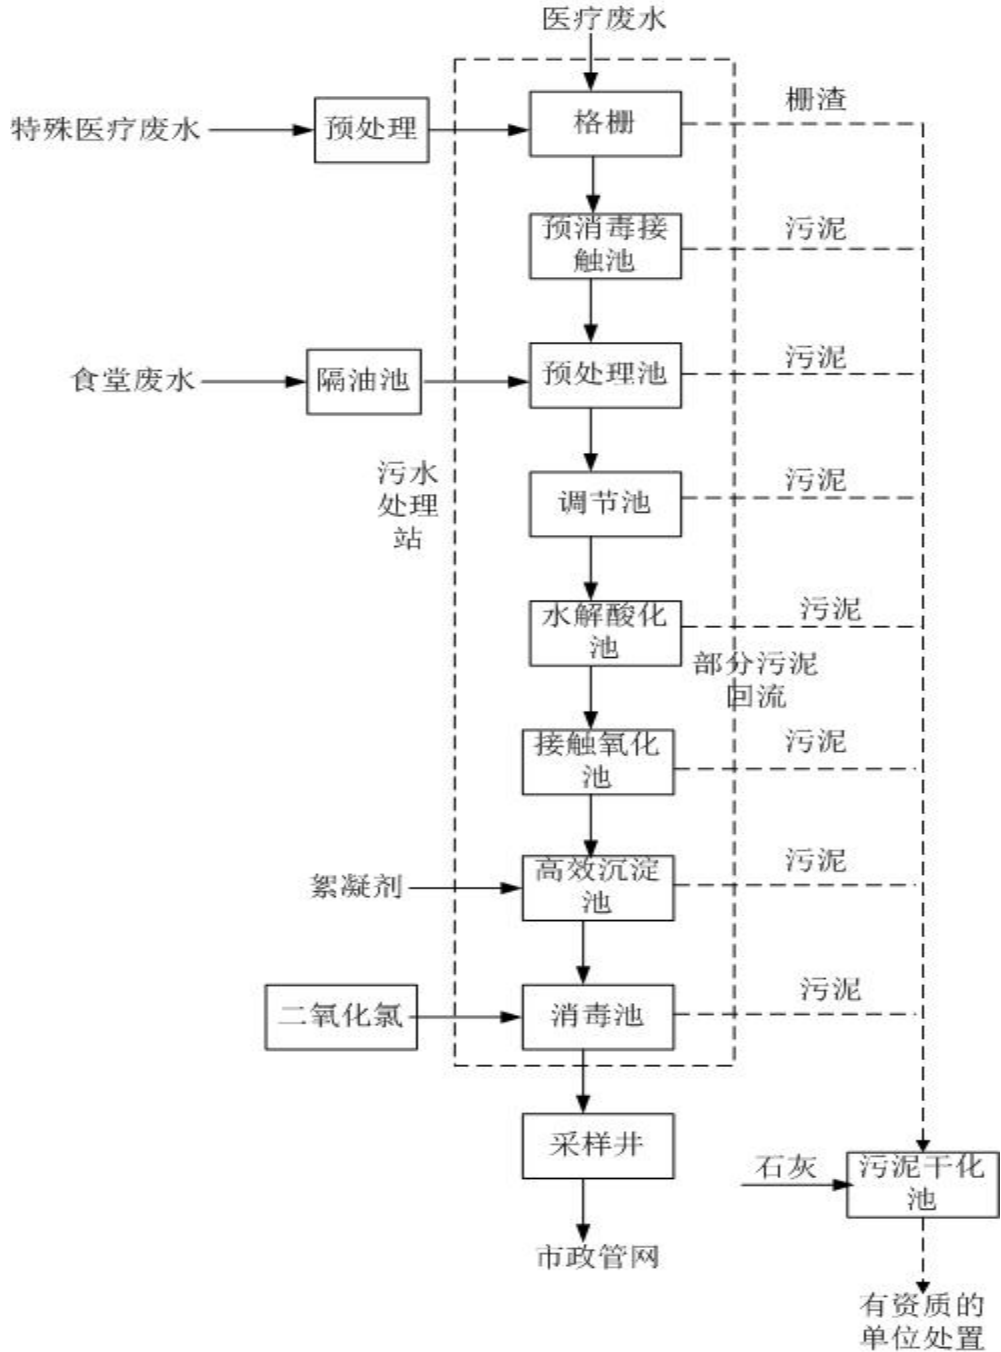 医疗废水
栅渣
特殊医疗废水
预处理
格栅
预消毒接
触池
污泥
食堂废水
隔油池
预处理池
污泥
污水
处理
站
调节池
污泥
水解酸化
池
污泥
部分污泥
回流
接触氧化
池
污泥
絮凝剂
高效沉淀
池
污泥
二氧化氯
消毒池
污泥
采样井
石灰
污泥干化
池
市政管网
有资质的
单位处置